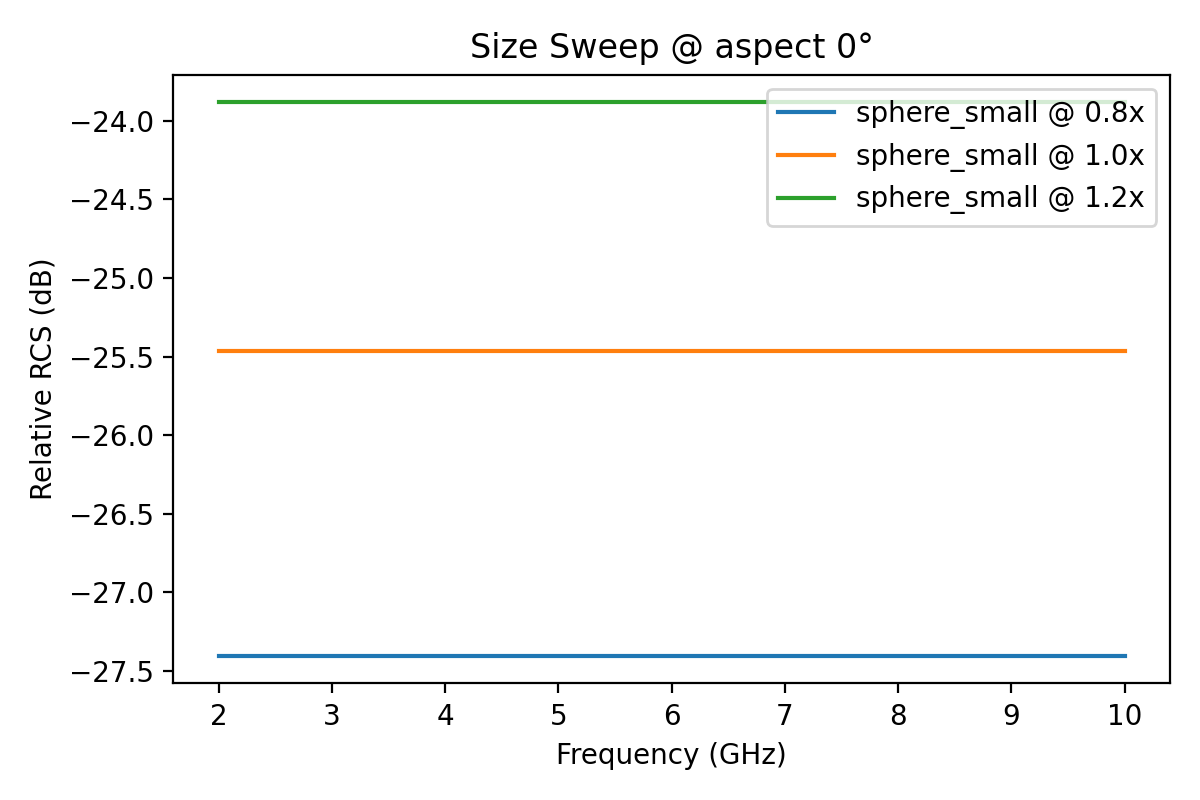 Size Sweep @ aspect 0°
Relative RCS (dB)
−24.0
−24.5
−25.0
−25.5
−26.0
−26.5
−27.0
−27.5
sphere_small @ 0.8x
sphere_small @ 1.0x
sphere_small @ 1.2x
2 3 4 5 6 7 8 9 10
Frequency (GHz)